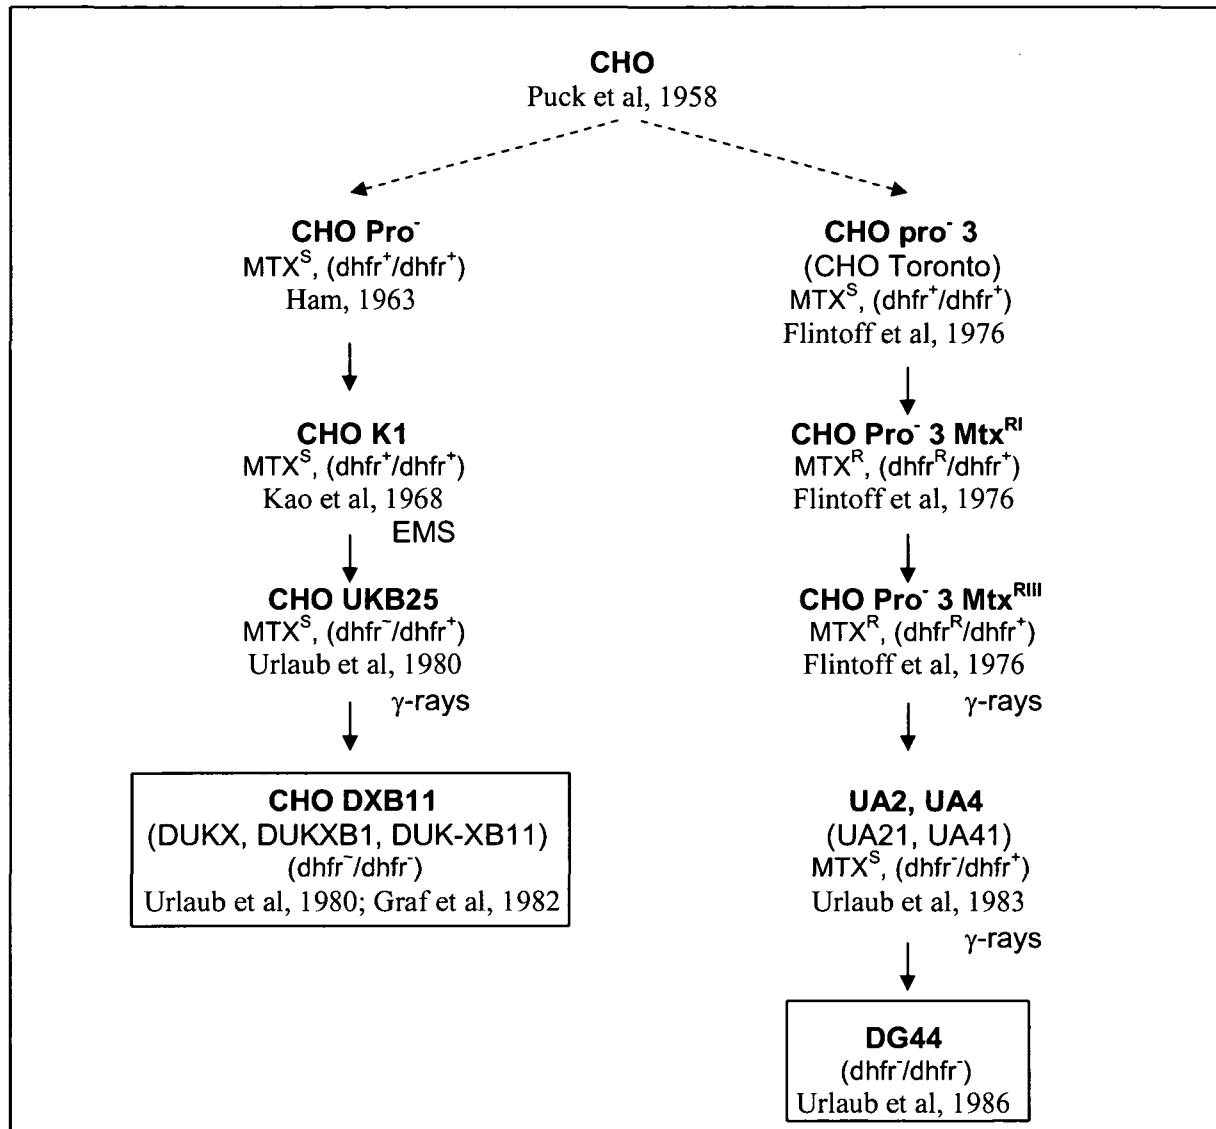 CHO
Puck et al, 1958
CHO Pro⁻
MTXˢ, (dhfr⁺/dhfr⁺)
Ham, 1963
CHO K1
MTXˢ, (dhfr⁺/dhfr⁺)
Kao et al, 1968
EMS
CHO UKB25
MTXˢ, (dhfr˜/dhfr⁺)
Urlaub et al, 1980
γ-rays
CHO DXB11
(DUKX, DUKXB1, DUK-XB11)
(dhfr˜/dhfr⁻)
Urlaub et al, 1980; Graf et al, 1982
CHO pro⁻ 3
(CHO Toronto)
MTXˢ, (dhfr⁺/dhfr⁺)
Flintoff et al, 1976
CHO Pro⁻ 3 Mtxᴿᴵ
MTXᴿ, (dhfrᴿ/dhfr⁺)
Flintoff et al, 1976
CHO Pro⁻ 3 Mtxᴿᴵᴵᴵ
MTXᴿ, (dhfrᴿ/dhfr⁺)
Flintoff et al, 1976
γ-rays
UA2, UA4
(UA21, UA41)
MTXˢ, (dhfr⁻/dhfr⁺)
Urlaub et al, 1983
γ-rays
DG44
(dhfr⁻/dhfr⁻)
Urlaub et al, 1986